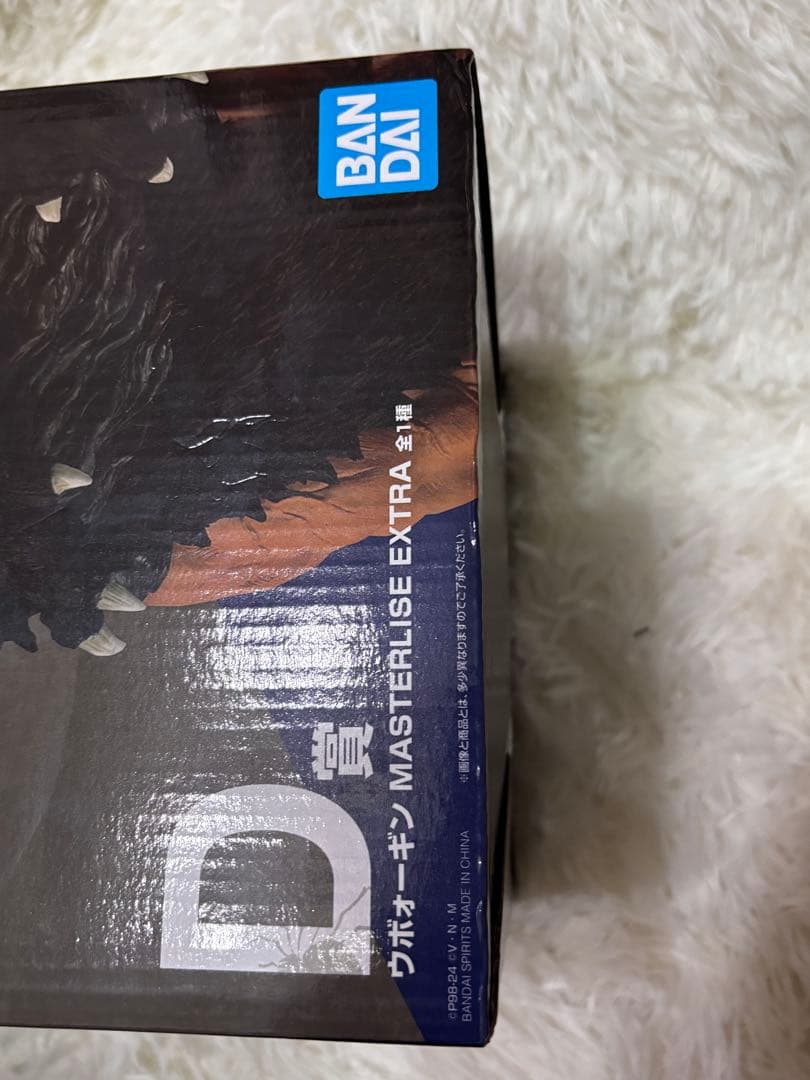 BAN
DAI
D賞
ウボォーギン MASTERLISE EXTRA 全1種
※画像と商品とは、多少異なりますのでご了承ください。
©P98-24 ©V・N・M
BANDAI SPIRITS MADE IN CHINA